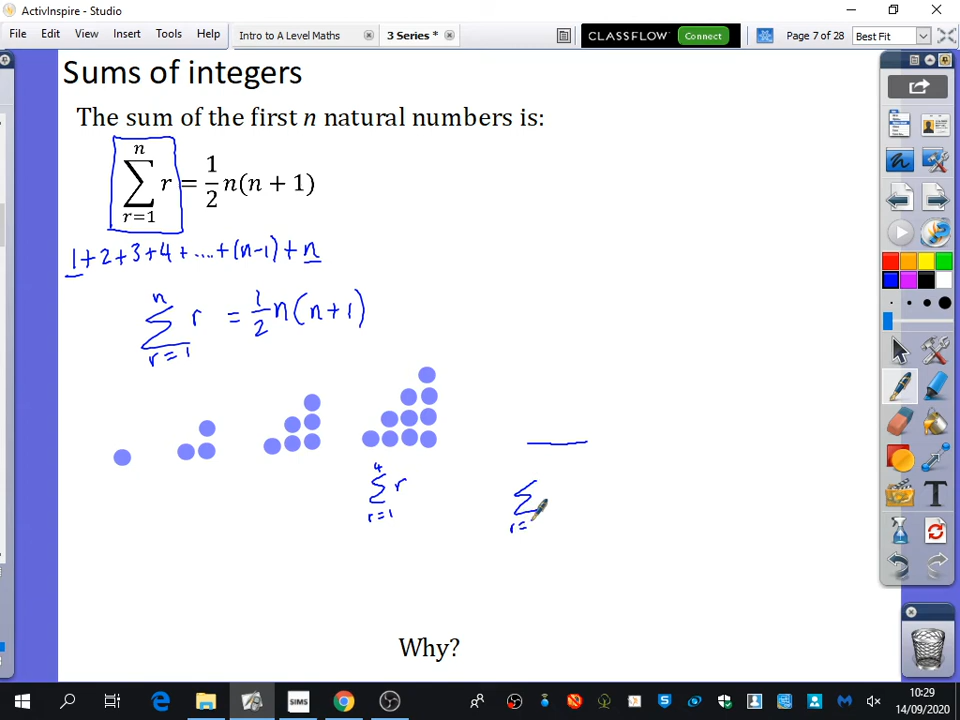 ActivInspire - Studio
File Edit View Insert Tools Help Intro to A Level Maths 3 Series * CLASSFLOW™ Connect Page 7 of 28 Best Fit
Sums of integers
The sum of the first n natural numbers is:
n
∑ r = 1/2 n(n + 1)
r=1
1+2+3+4+....+(n-1)+n
n
∑ r = 1/2 n(n+1)
r=1
4
∑ r
r=1
∑
r=
Why?
SIMS
10:29
14/09/2020